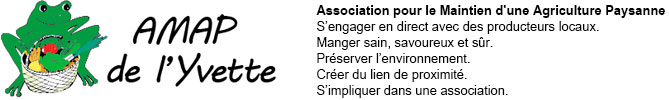 AMAP
de l'Yvette
Association pour le Maintien d'une Agriculture Paysanne
S'engager en direct avec des producteurs locaux.
Manger sain, savoureux et sûr.
Préserver l'environnement.
Créer du lien de proximité.
S'impliquer dans une association.